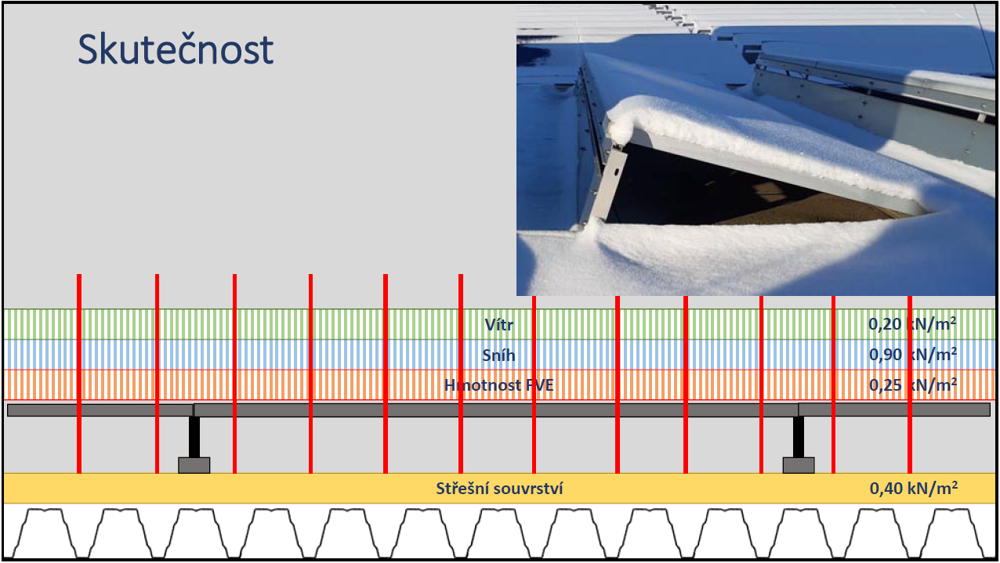 Skutečnost
Vítr 0,20 kN/m²
Sníh 0,90 kN/m²
Hmotnost FVE 0,25 kN/m²
Střešní souvrství 0,40 kN/m²